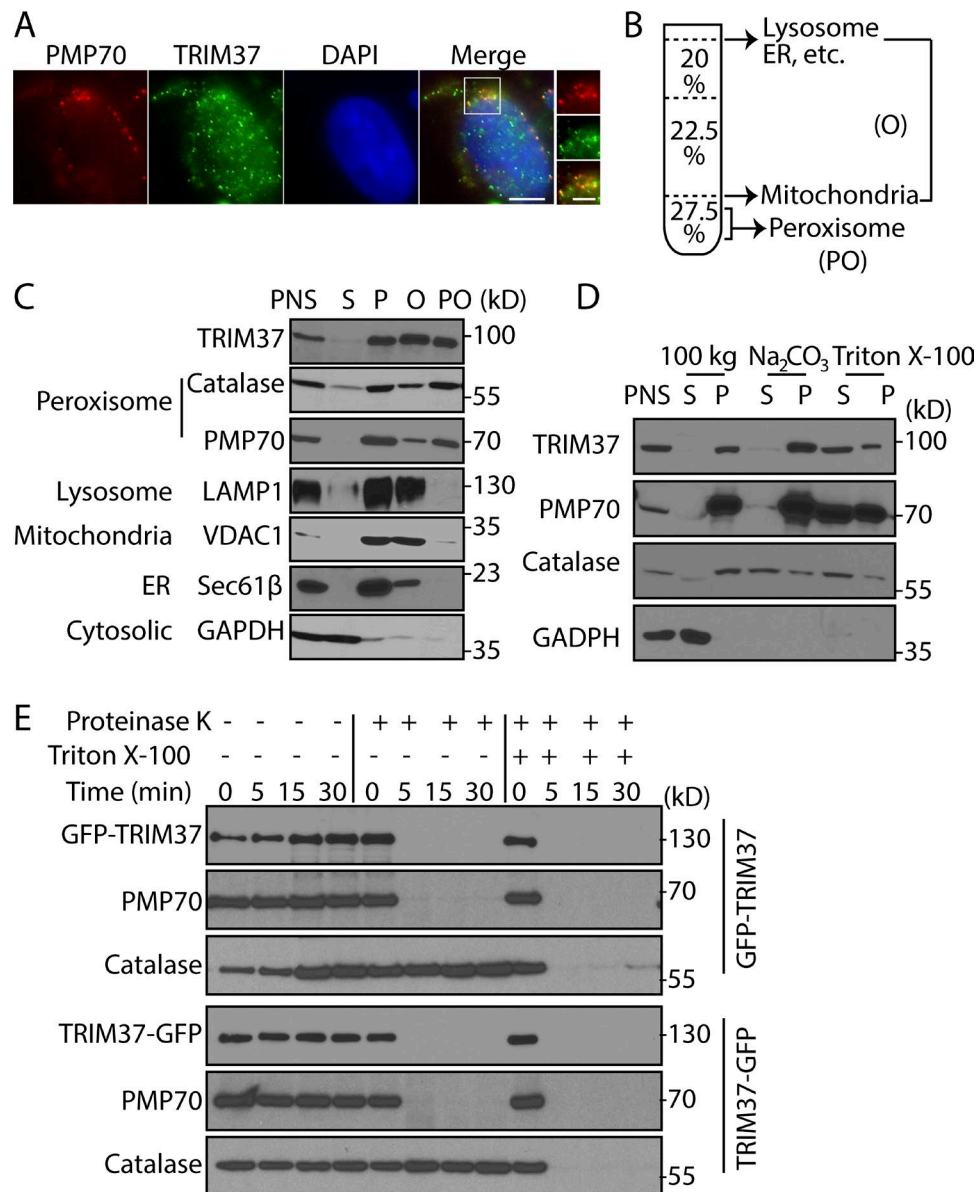 A
PMP70 TRIM37 DAPI Merge
B
20
%
22.5
%
27.5
%
Lysosome
ER, etc.
(O)
Mitochondria
Peroxisome
(PO)
C
PNS S P O PO (kD)
TRIM37 -100
Peroxisome
Catalase -55
PMP70 -70
Lysosome LAMP1 -130
Mitochondria VDAC1 -35
ER Sec61β -23
Cytosolic GAPDH -35
D
100 kg Na₂CO₃ Triton X-100
PNS S P S P S P
(kD)
TRIM37 -100
PMP70 -70
Catalase -55
GADPH -35
E
Proteinase K - - - - + + + + + + + +
Triton X-100 - - - - - - - - + + + +
Time (min) 0 5 15 30 0 5 15 30 0 5 15 30 (kD)
GFP-TRIM37 -130
PMP70 -70
Catalase -55
GFP-TRIM37
TRIM37-GFP -130
PMP70 -70
Catalase -55
TRIM37-GFP